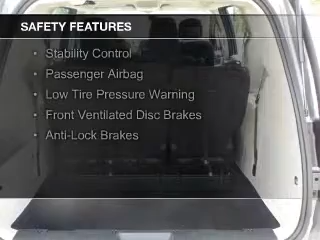 SAFETY FEATURES
• Stability Control
• Passenger Airbag
• Low Tire Pressure Warning
• Front Ventilated Disc Brakes
• Anti-Lock Brakes